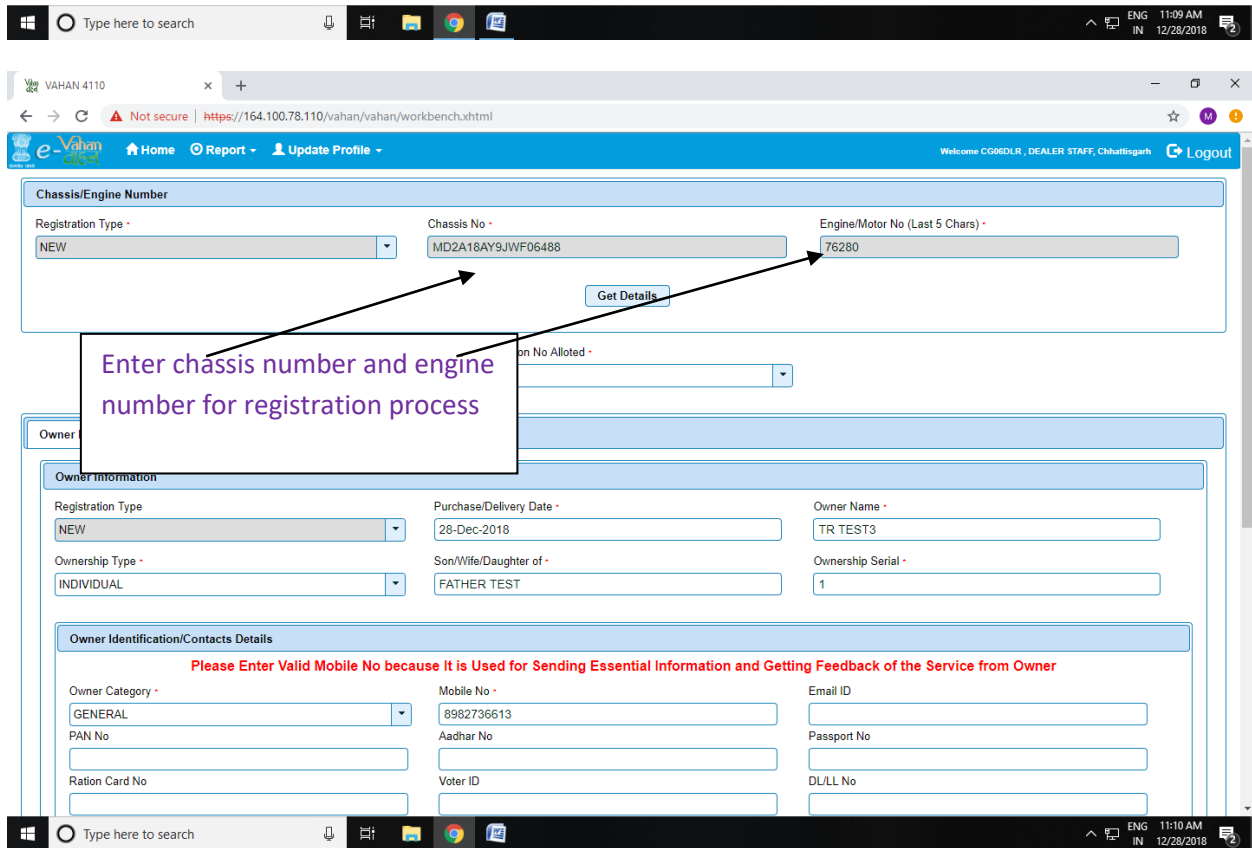 Type here to search
ENG 11:09 AM
IN 12/28/2018
2
VAHAN 4110
Not secure | https://164.100.78.110/vahan/vahan/workbench.xhtml
M
e-Vahan Home Report Update Profile Welcome CG06DLR , DEALER STAFF, Chhattisgarh Logout
Chassis/Engine Number
Registration Type * Chassis No * Engine/Motor No (Last 5 Chars) *
NEW MD2A18AY9JWF06488 76280
Get Details
on No Alloted *
Enter chassis number and engine
number for registration process
Owner
Owner Information
Registration Type Purchase/Delivery Date * Owner Name *
NEW 28-Dec-2018 TR TEST3
Ownership Type * Son/Wife/Daughter of * Ownership Serial *
INDIVIDUAL FATHER TEST 1
Owner Identification/Contacts Details
Please Enter Valid Mobile No because It is Used for Sending Essential Information and Getting Feedback of the Service from Owner
Owner Category * Mobile No * Email ID
GENERAL 8982736613
PAN No Aadhar No Passport No
Ration Card No Voter ID DL/LL No
Type here to search
ENG 11:10 AM
IN 12/28/2018
2